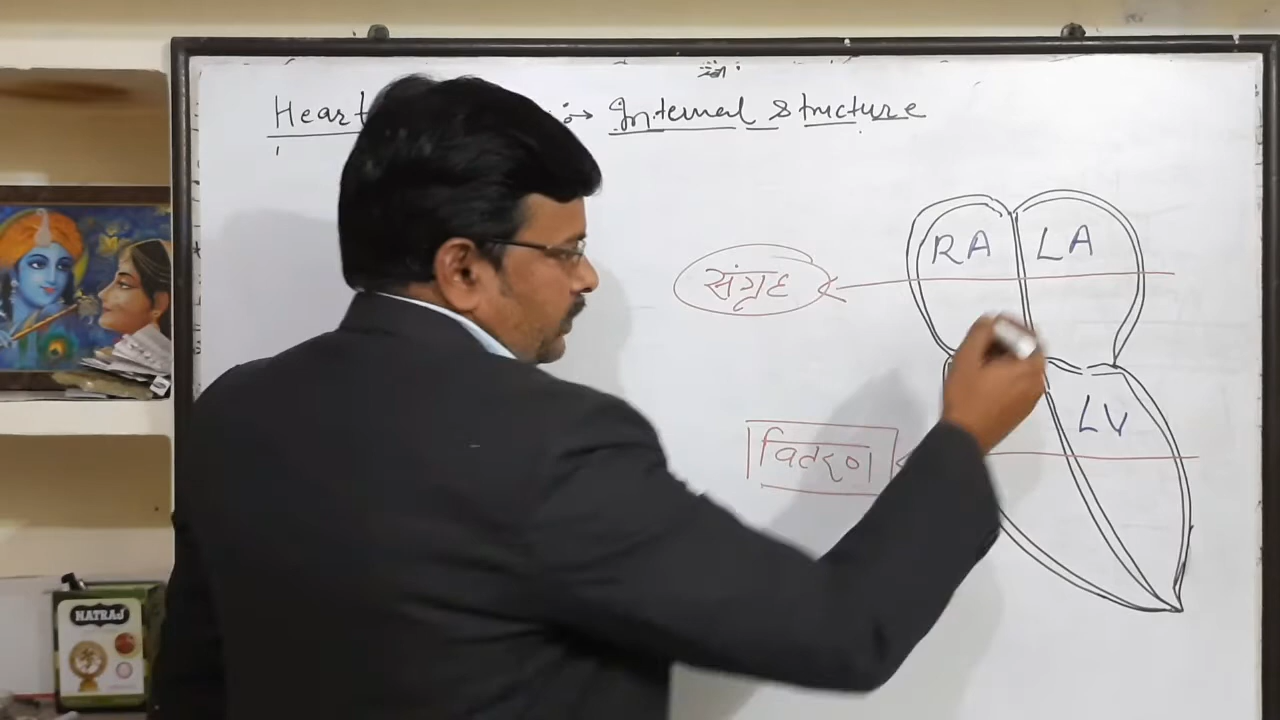 Heart :→ Internal structure
RA LA
संग्रह
LV
वितरण
NATRAJ